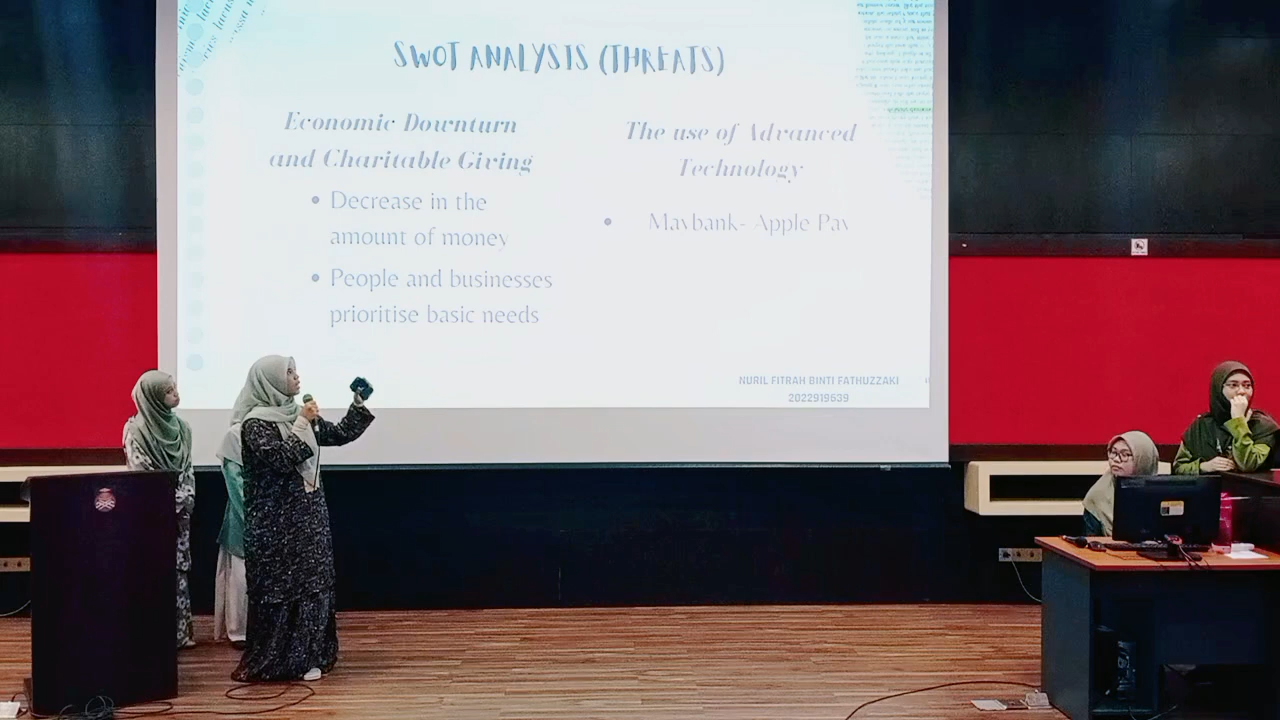 SWOT ANALYSIS (THREATS)
Economic Downturn
and Charitable Giving
• Decrease in the
amount of money
• People and businesses
prioritise basic needs
The use of Advanced
Technology
• Maybank- Apple Pay
NURIL FITRAH BINTI FATHUZZAKI
2022919639